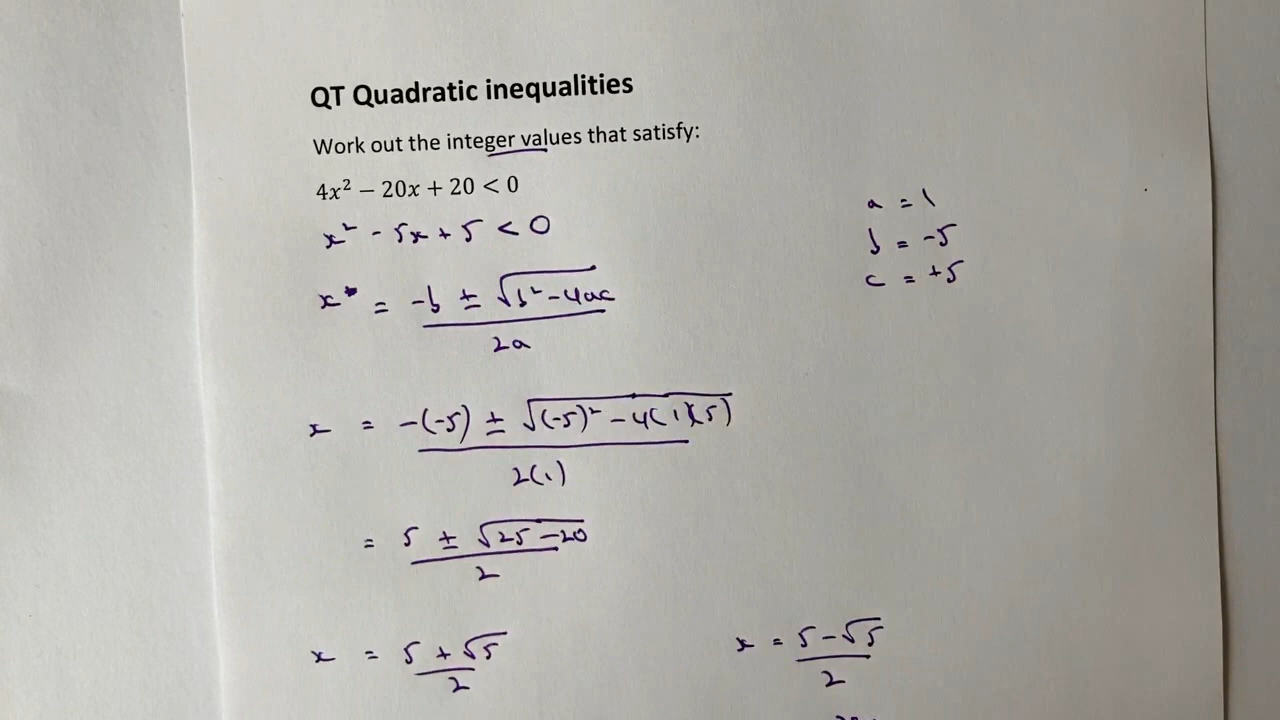 QT Quadratic inequalities
Work out the integer values that satisfy:
4x² − 20x + 20 < 0
x² - 5x + 5 < 0
a = 1
b = -5
c = +5
x = -b ± √b² - 4ac
2a
x = -(-5) ± √(-5)² - 4(1)(5)
2(1)
= 5 ± √25 - 20
2
x = 5 + √5
2
x = 5 - √5
2